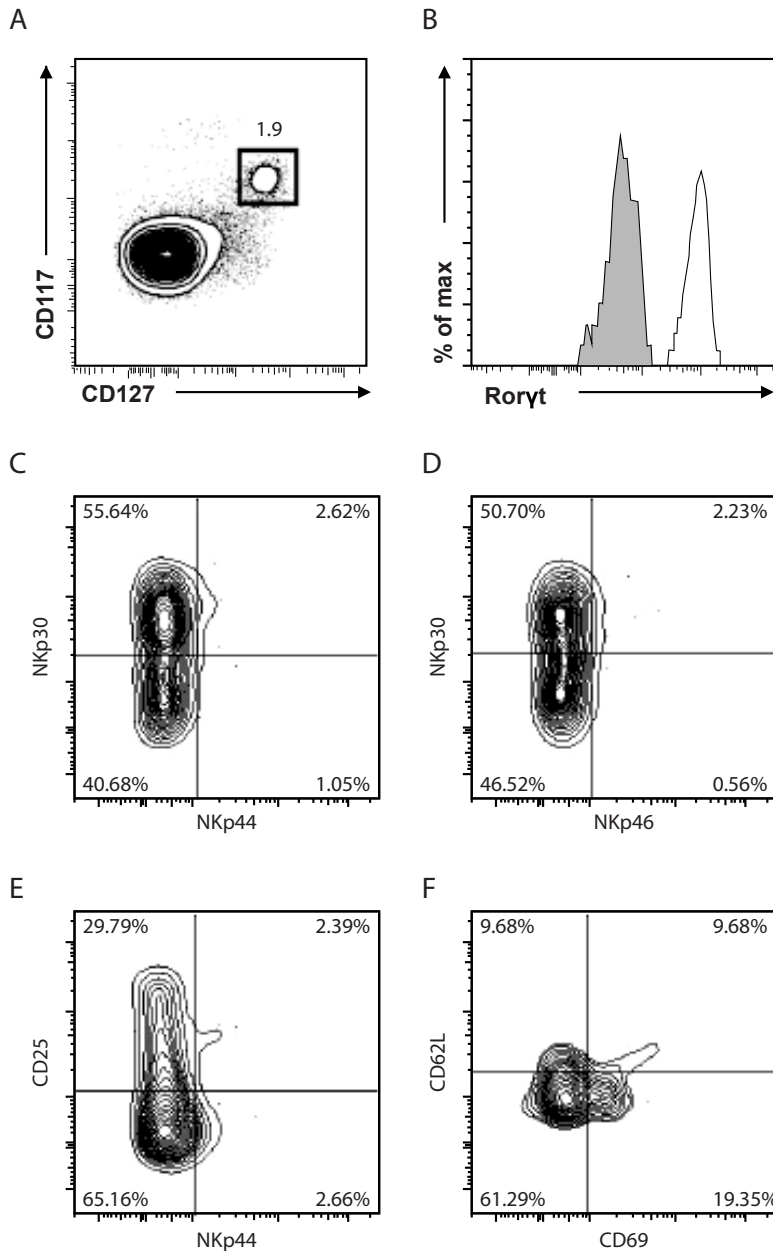 A
B
1.9
CD117
CD127
% of max
Rorγt
C
D
55.64%
2.62%
50.70%
2.23%
NKp30
NKp30
40.68%
1.05%
46.52%
0.56%
NKp44
NKp46
E
F
29.79%
2.39%
9.68%
9.68%
CD25
CD62L
65.16%
2.66%
61.29%
19.35%
NKp44
CD69